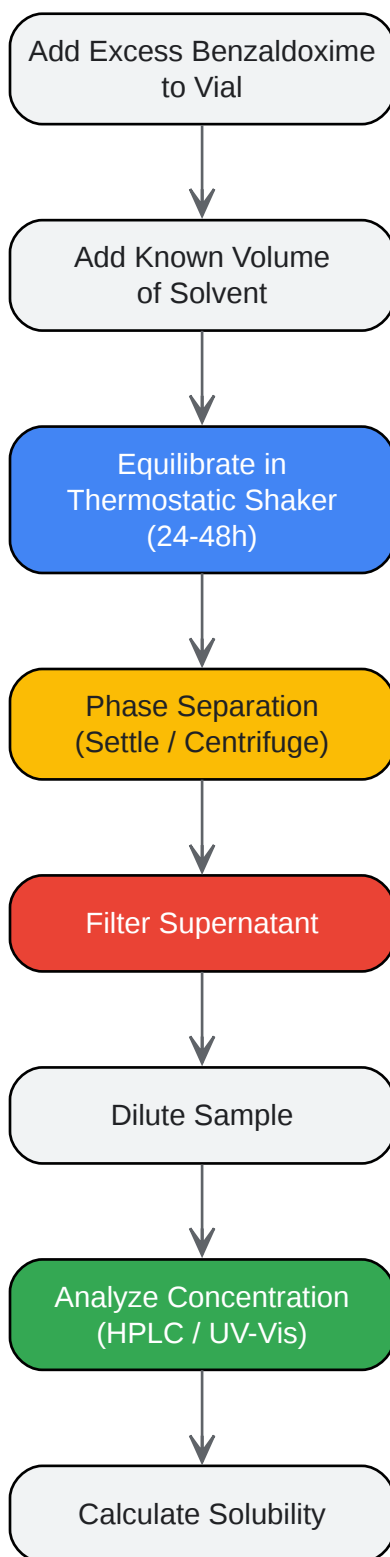 Add Excess Benzaldoxime
to Vial
Add Known Volume
of Solvent
Equilibrate in
Thermostatic Shaker
(24-48h)
Phase Separation
(Settle / Centrifuge)
Filter Supernatant
Dilute Sample
Analyze Concentration
(HPLC / UV-Vis)
Calculate Solubility